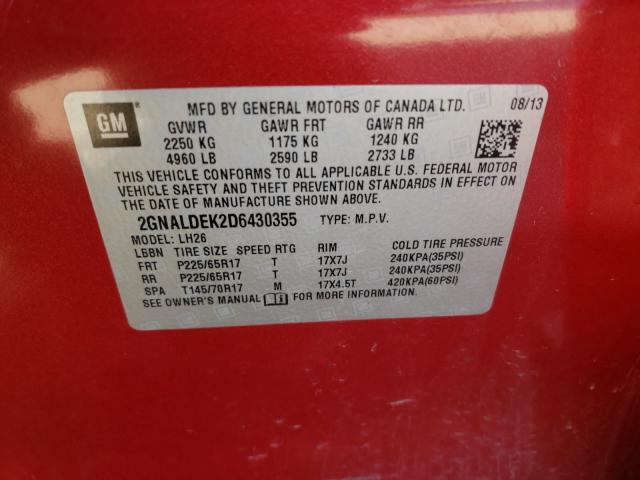 GM
MFD BY GENERAL MOTORS OF CANADA LTD. 08/13
GVWR GAWR FRT GAWR RR
2250 KG 1175 KG 1240 KG
4960 LB 2590 LB 2733 LB
THIS VEHICLE CONFORMS TO ALL APPLICABLE U.S. FEDERAL MOTOR
VEHICLE SAFETY AND THEFT PREVENTION STANDARDS IN EFFECT ON
THE DATE OF MANUFACTURE SHOWN ABOVE.
2GNALDEK2D6430355 TYPE: M.P.V.
MODEL: LH26
LBBN TIRE SIZE SPEED RTG RIM COLD TIRE PRESSURE
FRT P225/65R17 T 17X7J 240KPA(35PSI)
RR P225/65R17 T 17X7J 240KPA(35PSI)
SPA T145/70R17 M 17X4.5T 420KPA(60PSI)
SEE OWNER'S MANUAL FOR MORE INFORMATION.